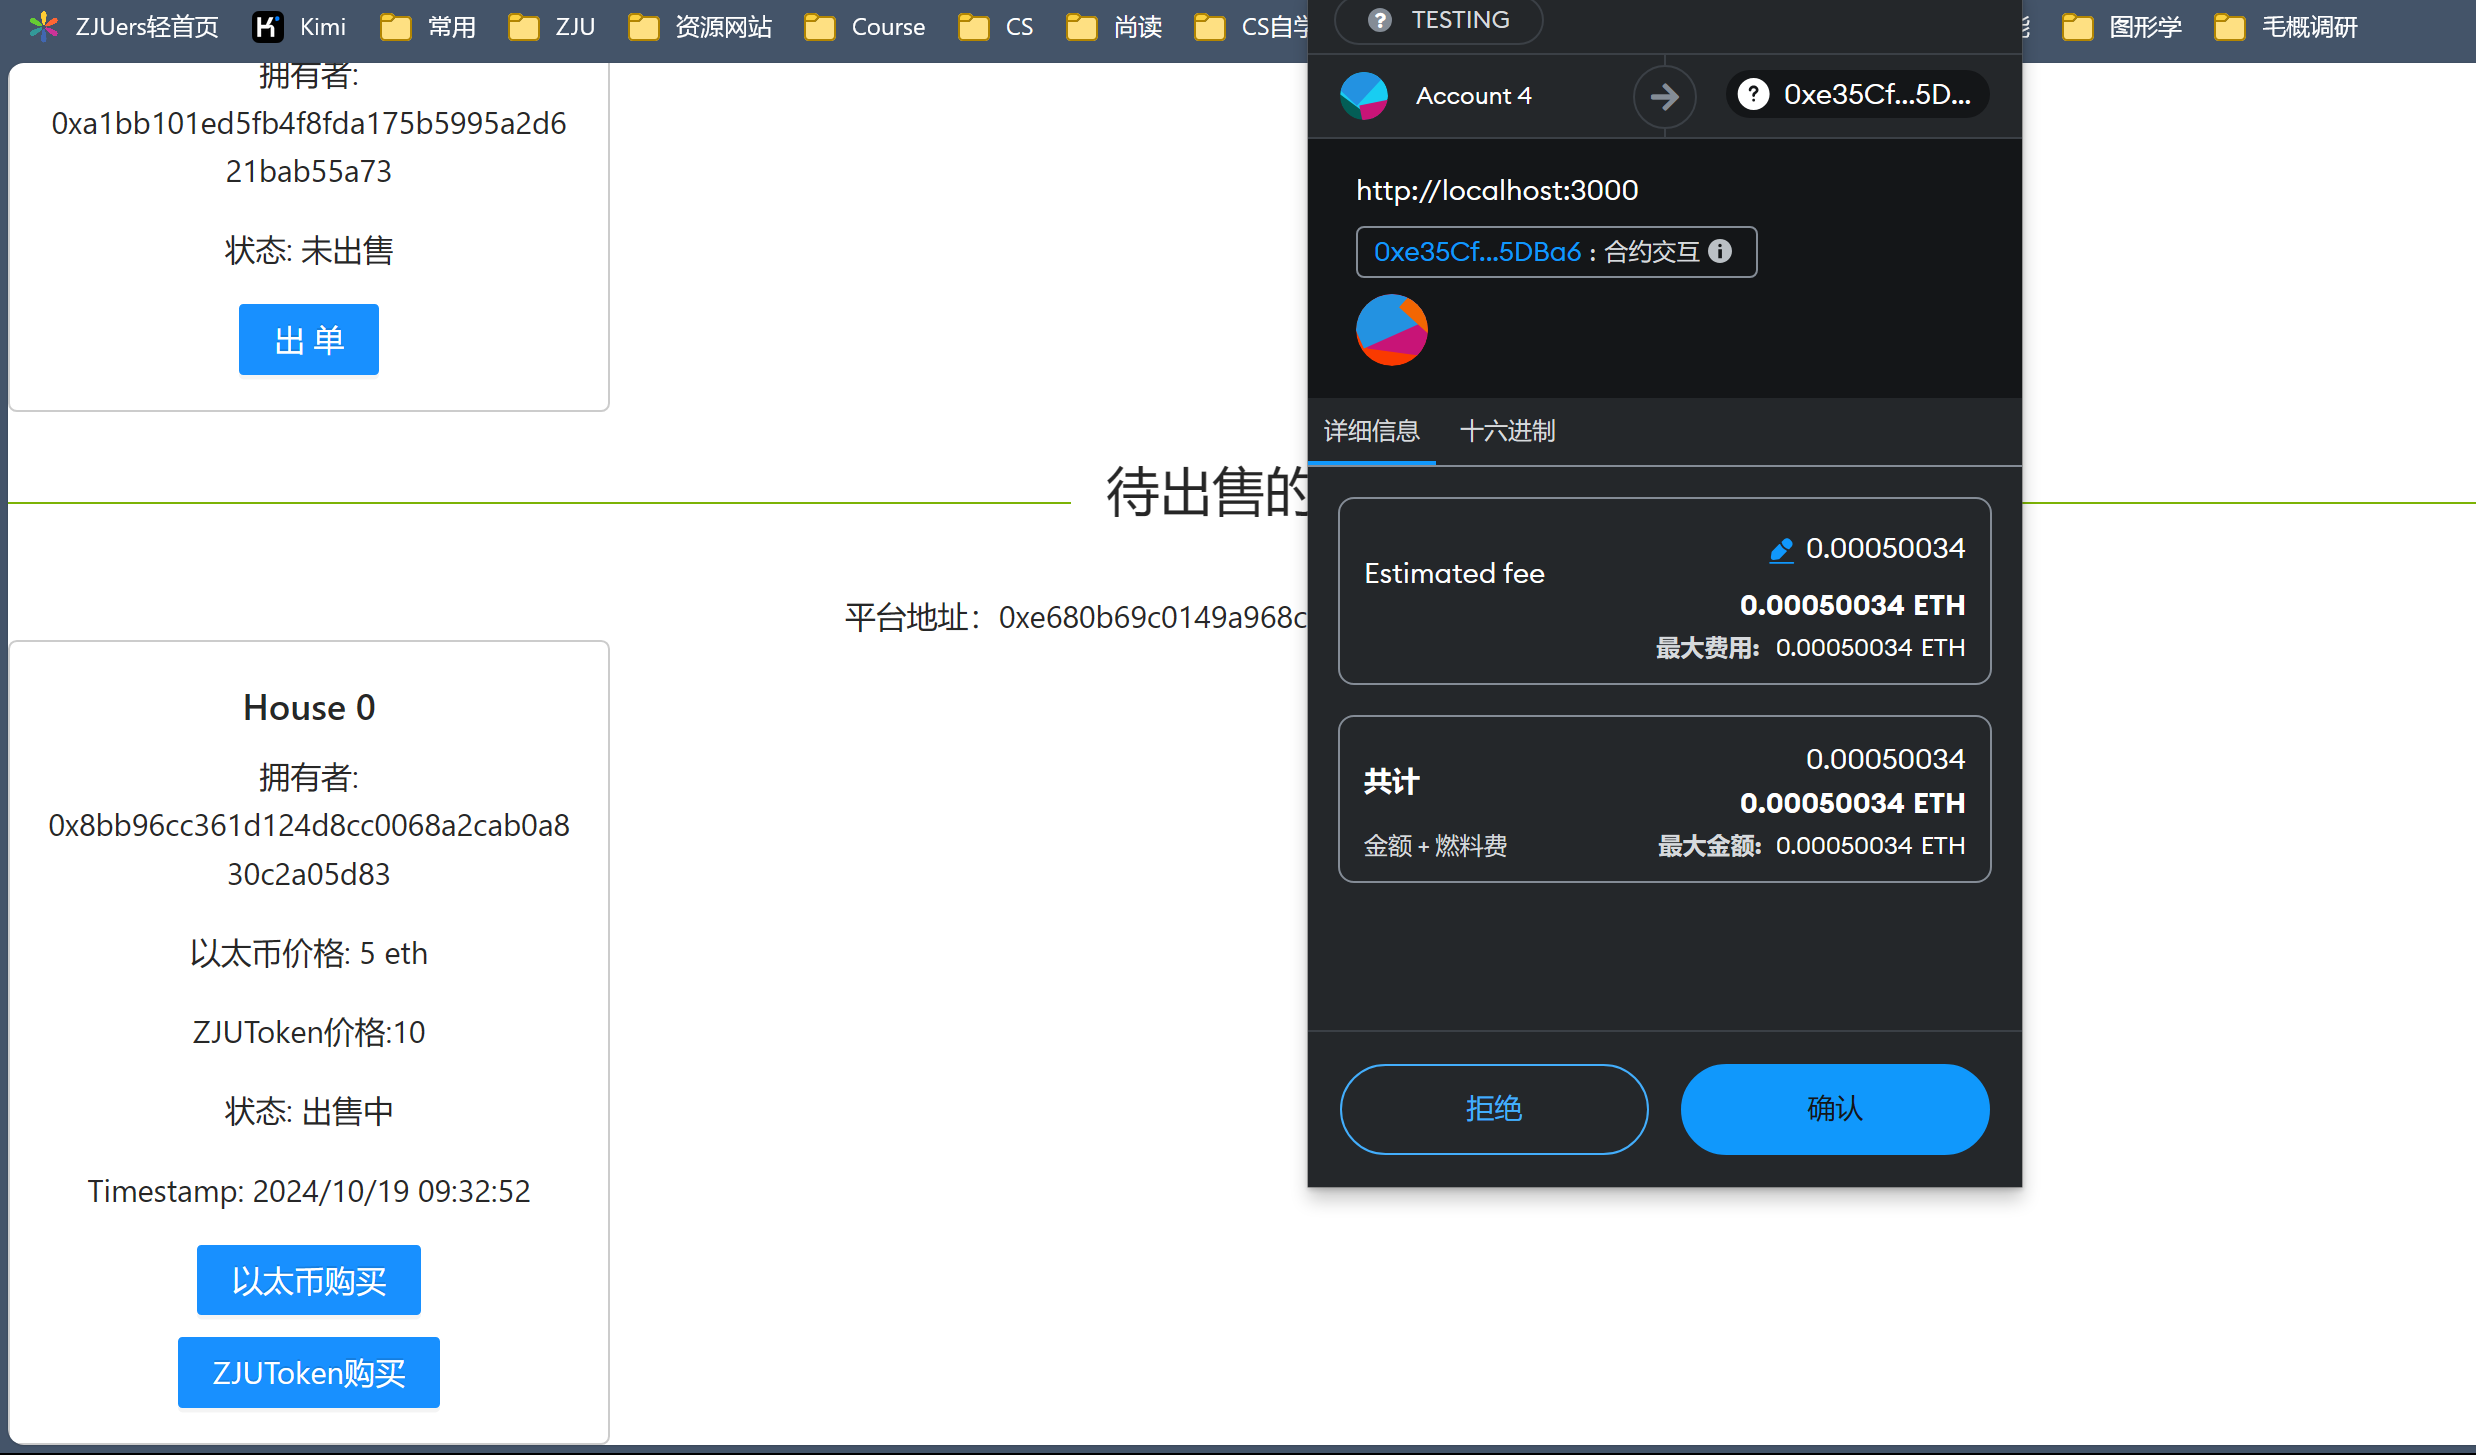 ZJUers轻首页 Kimi 常用 ZJU 资源网站 Course CS 尚读 CS自学 图形学 毛概调研
拥有者:
0xa1bb101ed5fb4f8fda175b5995a2d6
21bab55a73
状态: 未出售
出 单
待出售的
平台地址：0xe680b69c0149a968c
House 0
拥有者:
0x8bb96cc361d124d8cc0068a2cab0a8
30c2a05d83
以太币价格: 5 eth
ZJUToken价格:10
状态: 出售中
Timestamp: 2024/10/19 09:32:52
以太币购买
ZJUToken购买
TESTING
Account 4
0xe35Cf...5D...
http://localhost:3000
0xe35Cf...5DBa6 : 合约交互
详细信息 十六进制
Estimated fee
0.00050034
0.00050034 ETH
最大费用: 0.00050034 ETH
共计
0.00050034
0.00050034 ETH
金额 + 燃料费
最大金额: 0.00050034 ETH
拒绝 确认